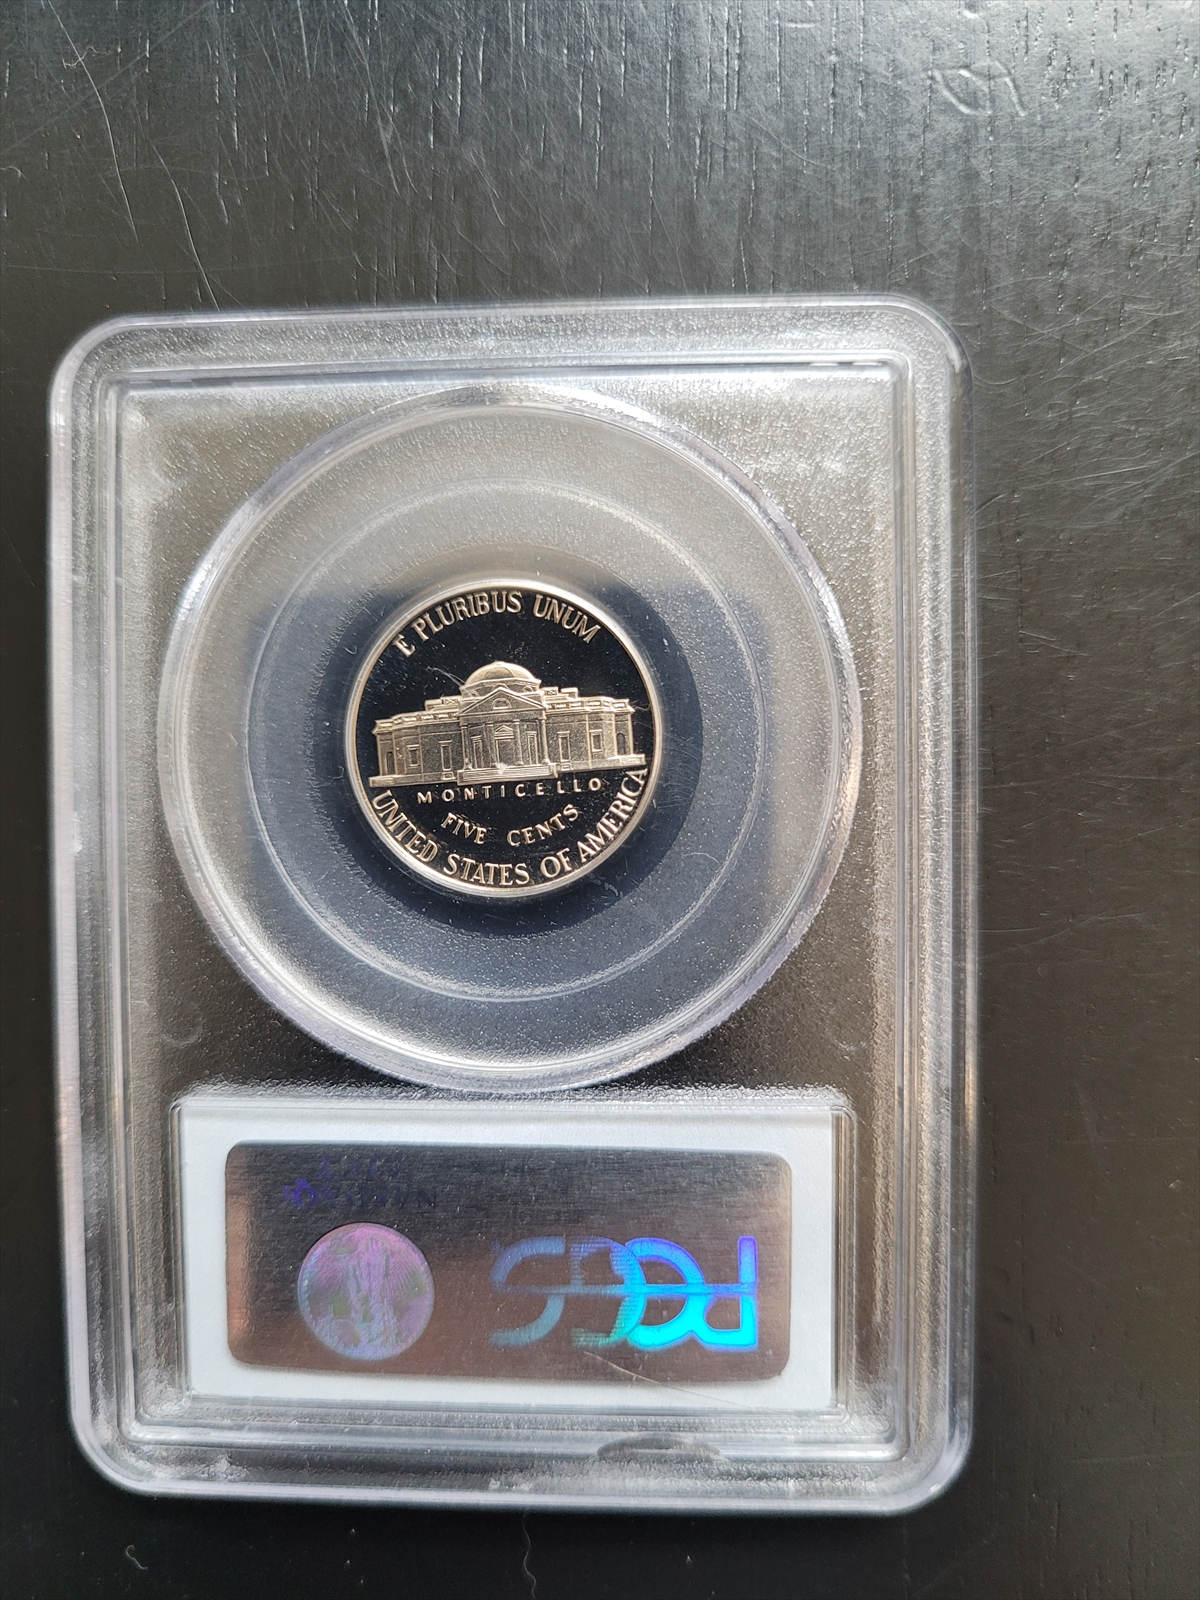 E PLURIBUS UNUM
MONTICELLO
FIVE CENTS
UNITED STATES OF AMERICA
PCGS